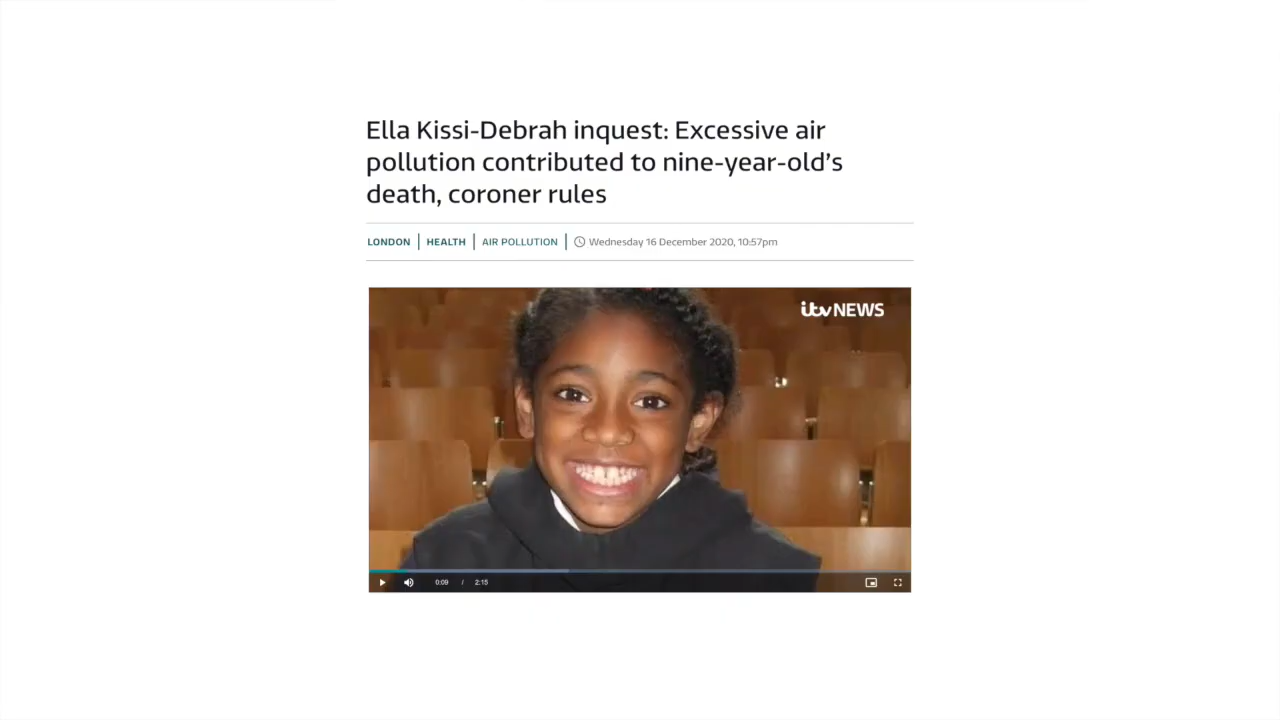 Ella Kissi-Debrah inquest: Excessive air
pollution contributed to nine-year-old’s
death, coroner rules
LONDON | HEALTH | AIR POLLUTION | Wednesday 16 December 2020, 10:57pm
itv NEWS
0:09 / 2:15